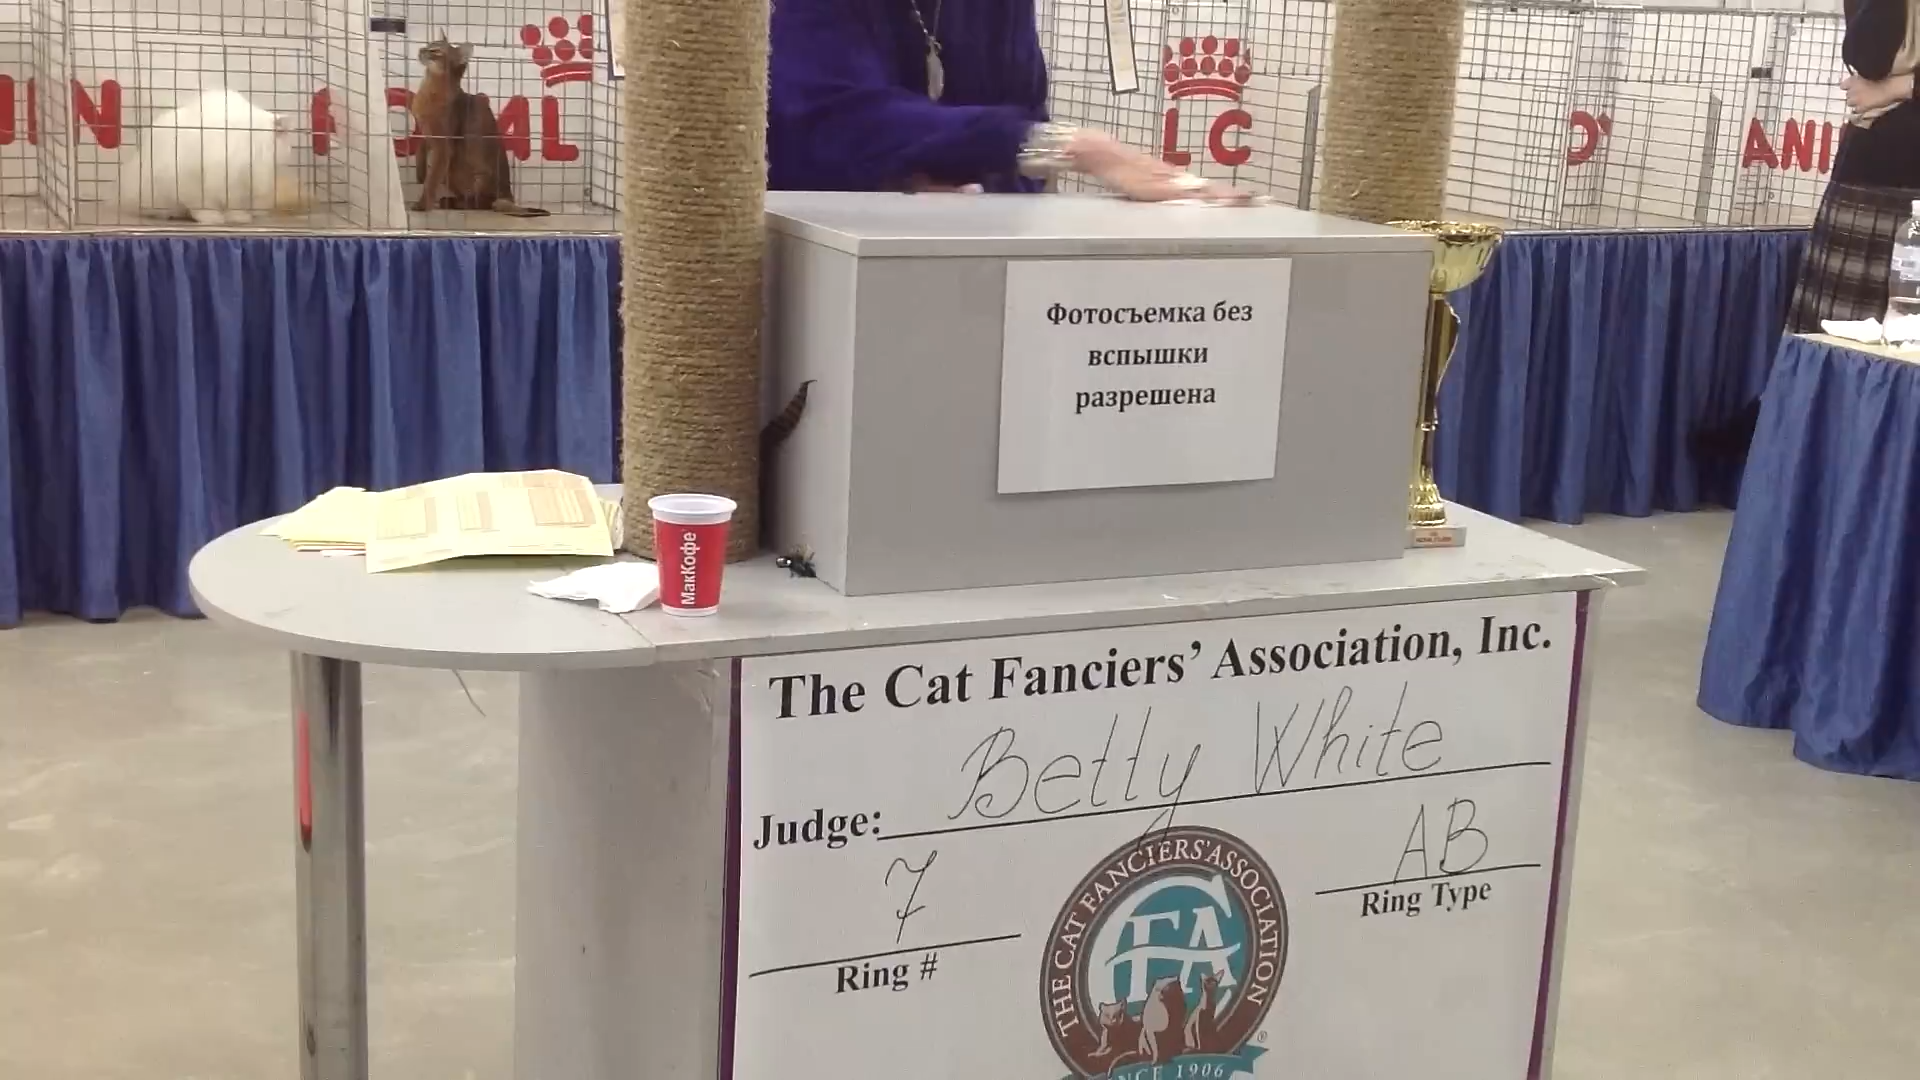 Фотосъемка без
вспышки
разрешена
МакКофе
The Cat Fanciers' Association, Inc.
Judge: Betty White
7
Ring #
AB
Ring Type
THE CAT FANCIERS' ASSOCIATION
CFA
1906